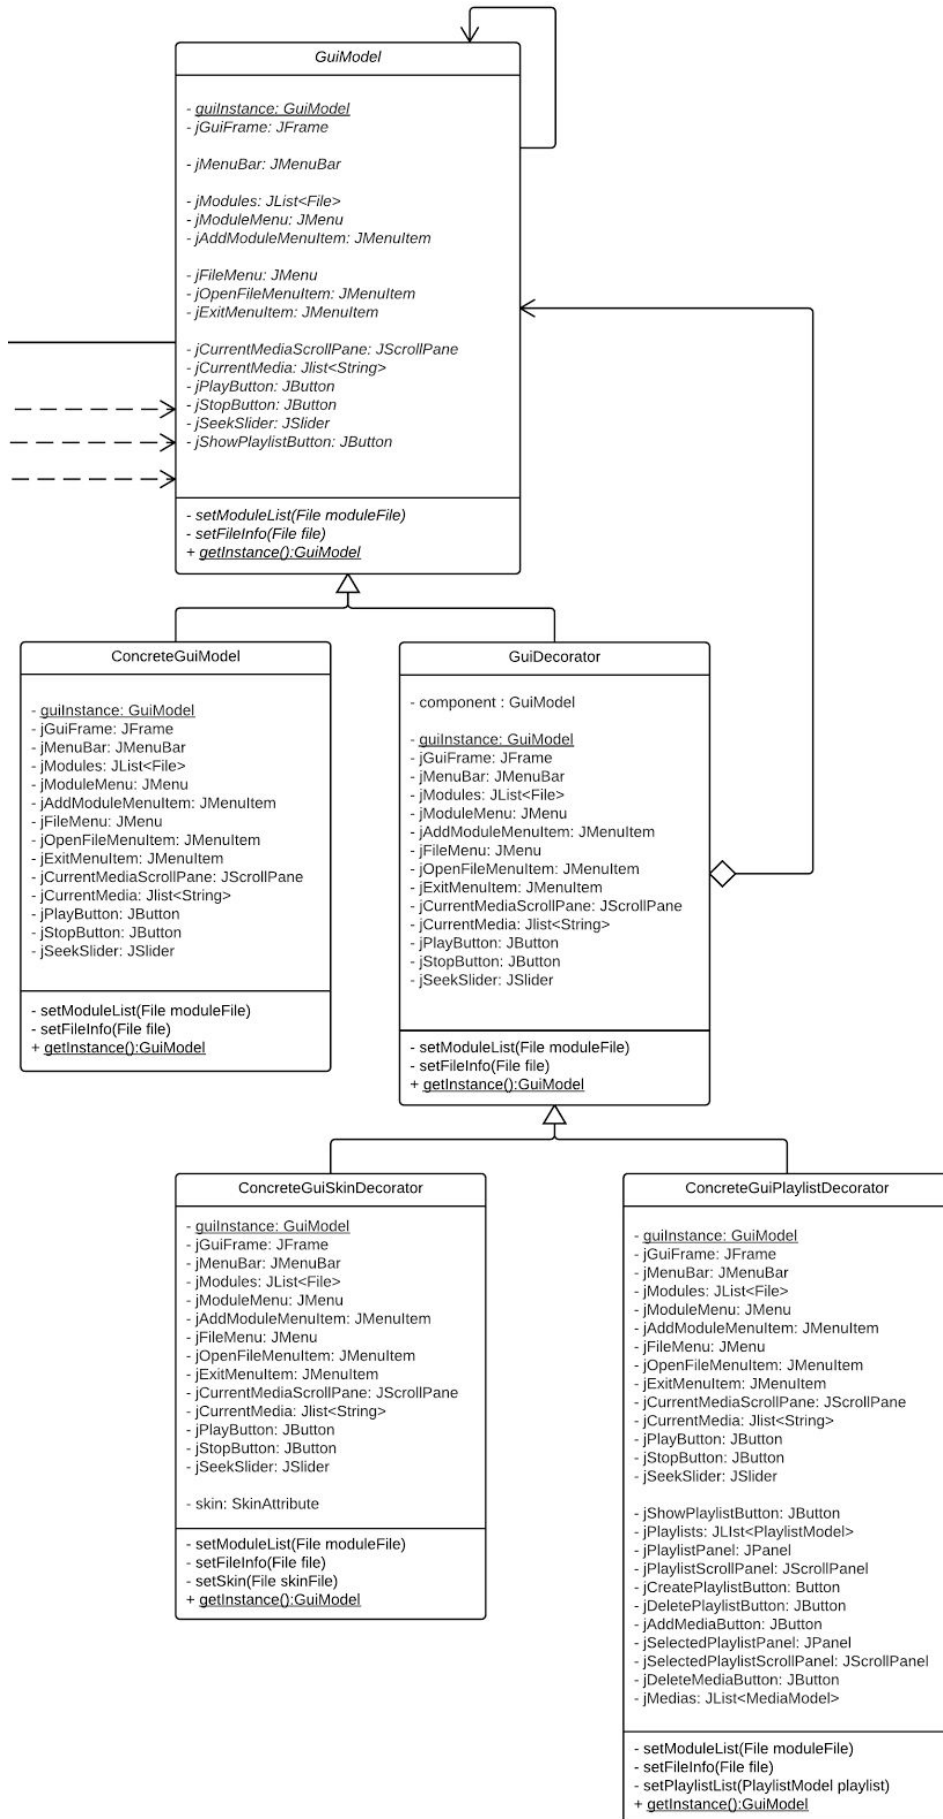 GuiModel
- guiInstance: GuiModel
- jGuiFrame: JFrame
- jMenuBar: JMenuBar
- jModules: JList<File>
- jModuleMenu: JMenu
- jAddModuleMenuItem: JMenuItem
- jFileMenu: JMenu
- jOpenFileMenuItem: JMenuItem
- jExitMenuItem: JMenuItem
- jCurrentMediaScrollPane: JScrollPane
- jCurrentMedia: Jlist<String>
- jPlayButton: JButton
- jStopButton: JButton
- jSeekSlider: JSlider
- jShowPlaylistButton: JButton
- setModuleList(File moduleFile)
- setFileInfo(File file)
+ getInstance():GuiModel
ConcreteGuiModel
- guiInstance: GuiModel
- jGuiFrame: JFrame
- jMenuBar: JMenuBar
- jModules: JList<File>
- jModuleMenu: JMenu
- jAddModuleMenuItem: JMenuItem
- jFileMenu: JMenu
- jOpenFileMenuItem: JMenuItem
- jExitMenuItem: JMenuItem
- jCurrentMediaScrollPane: JScrollPane
- jCurrentMedia: Jlist<String>
- jPlayButton: JButton
- jStopButton: JButton
- jSeekSlider: JSlider
- setModuleList(File moduleFile)
- setFileInfo(File file)
+ getInstance():GuiModel
GuiDecorator
- component : GuiModel
- guiInstance: GuiModel
- jGuiFrame: JFrame
- jMenuBar: JMenuBar
- jModules: JList<File>
- jModuleMenu: JMenu
- jAddModuleMenuItem: JMenuItem
- jFileMenu: JMenu
- jOpenFileMenuItem: JMenuItem
- jExitMenuItem: JMenuItem
- jCurrentMediaScrollPane: JScrollPane
- jCurrentMedia: Jlist<String>
- jPlayButton: JButton
- jStopButton: JButton
- jSeekSlider: JSlider
- setModuleList(File moduleFile)
- setFileInfo(File file)
+ getInstance():GuiModel
ConcreteGuiSkinDecorator
- guiInstance: GuiModel
- jGuiFrame: JFrame
- jMenuBar: JMenuBar
- jModules: JList<File>
- jModuleMenu: JMenu
- jAddModuleMenuItem: JMenuItem
- jFileMenu: JMenu
- jOpenFileMenuItem: JMenuItem
- jExitMenuItem: JMenuItem
- jCurrentMediaScrollPane: JScrollPane
- jCurrentMedia: Jlist<String>
- jPlayButton: JButton
- jStopButton: JButton
- jSeekSlider: JSlider
- skin: SkinAttribute
- setModuleList(File moduleFile)
- setFileInfo(File file)
- setSkin(File skinFile)
+ getInstance():GuiModel
ConcreteGuiPlaylistDecorator
- guiInstance: GuiModel
- jGuiFrame: JFrame
- jMenuBar: JMenuBar
- jModules: JList<File>
- jModuleMenu: JMenu
- jAddModuleMenuItem: JMenuItem
- jFileMenu: JMenu
- jOpenFileMenuItem: JMenuItem
- jExitMenuItem: JMenuItem
- jCurrentMediaScrollPane: JScrollPane
- jCurrentMedia: Jlist<String>
- jPlayButton: JButton
- jStopButton: JButton
- jSeekSlider: JSlider
- jShowPlaylistButton: JButton
- jPlaylists: JLIst<PlaylistModel>
- jPlaylistPanel: JPanel
- jPlaylistScrollPanel: JScrollPanel
- jCreatePlaylistButton: Button
- jDeletePlaylistButton: JButton
- jAddMediaButton: JButton
- jSelectedPlaylistPanel: JPanel
- jSelectedPlaylistScrollPanel: JScrollPanel
- jDeleteMediaButton: JButton
- jMedias: JList<MediaModel>
- setModuleList(File moduleFile)
- setFileInfo(File file)
- setPlaylistList(PlaylistModel playlist)
+ getInstance():GuiModel